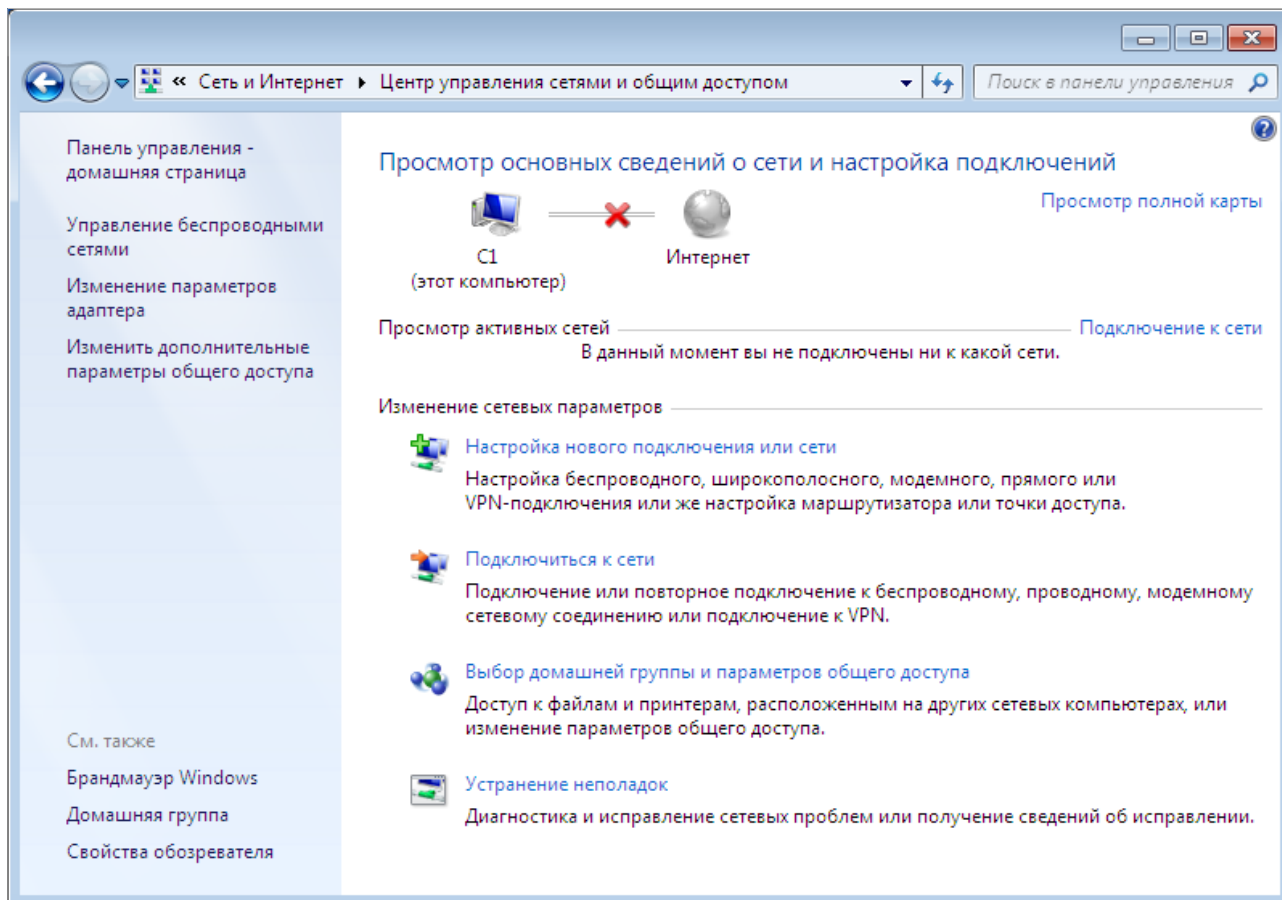 « Сеть и Интернет ▸ Центр управления сетями и общим доступом
Поиск в панели управления
Панель управления -
домашняя страница
Управление беспроводными
сетями
Изменение параметров
адаптера
Изменить дополнительные
параметры общего доступа
См. также
Брандмауэр Windows
Домашняя группа
Свойства обозревателя
Просмотр основных сведений о сети и настройка подключений
Просмотр полной карты
C1
(этот компьютер)
Интернет
Просмотр активных сетей
Подключение к сети
В данный момент вы не подключены ни к какой сети.
Изменение сетевых параметров
Настройка нового подключения или сети
Настройка беспроводного, широкополосного, модемного, прямого или
VPN-подключения или же настройка маршрутизатора или точки доступа.
Подключиться к сети
Подключение или повторное подключение к беспроводному, проводному, модемному
сетевому соединению или подключение к VPN.
Выбор домашней группы и параметров общего доступа
Доступ к файлам и принтерам, расположенным на других сетевых компьютерах, или
изменение параметров общего доступа.
Устранение неполадок
Диагностика и исправление сетевых проблем или получение сведений об исправлении.